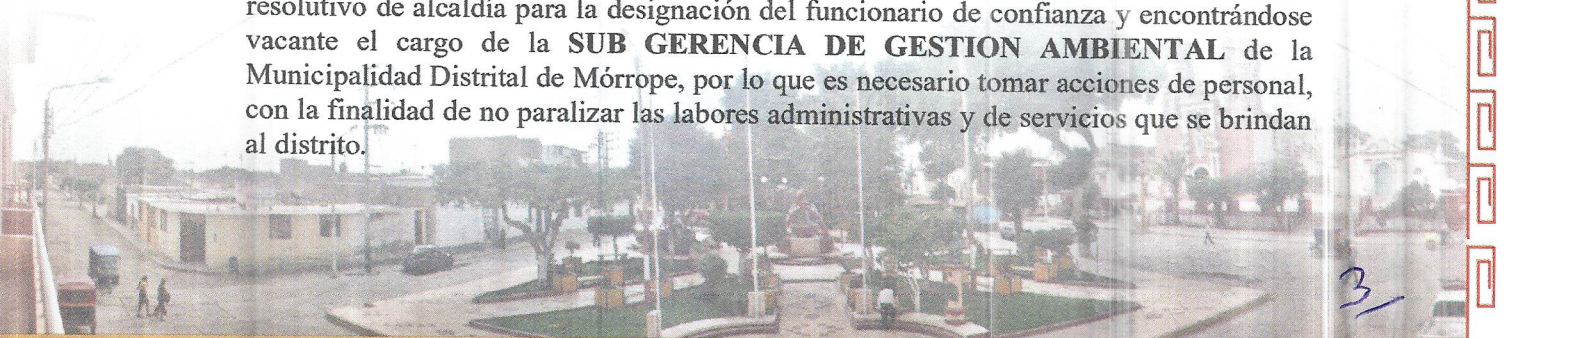 resolutivo de alcaldía para la designación del funcionario de confianza y encontrándose
vacante el cargo de la SUB GERENCIA DE GESTION AMBIENTAL de la
Municipalidad Distrital de Mórrope, por lo que es necesario tomar acciones de personal,
con la finalidad de no paralizar las labores administrativas y de servicios que se brindan
al distrito.
3